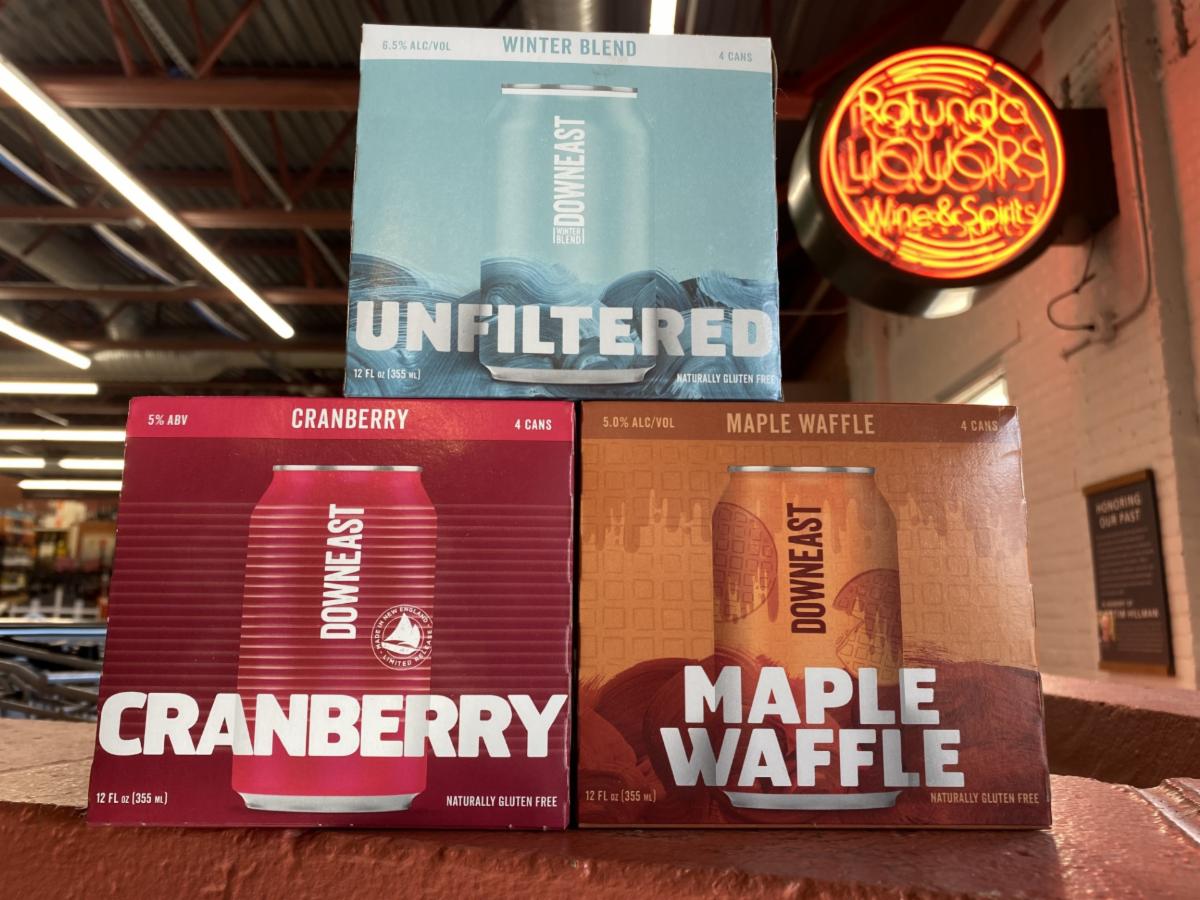 6.5% ALC/VOL
WINTER BLEND
4 CANS
DOWNEAST
WINTER
BLEND
UNFILTERED
12 FL oz (355 mL)
NATURALLY GLUTEN FREE
Rotunda
LIQUORS
Wine & Spirits
5% ABV
CRANBERRY
4 CANS
DOWNEAST
MADE IN NEW ENGLAND
LIMITED RELEASE
CRANBERRY
12 FL oz (355 mL)
NATURALLY GLUTEN FREE
5.0% ALC/VOL
MAPLE WAFFLE
4 CANS
DOWNEAST
MAPLE
WAFFLE
12 FL oz (355 mL)
NATURALLY GLUTEN FREE
HONORING
OUR PAST
HILLMAN